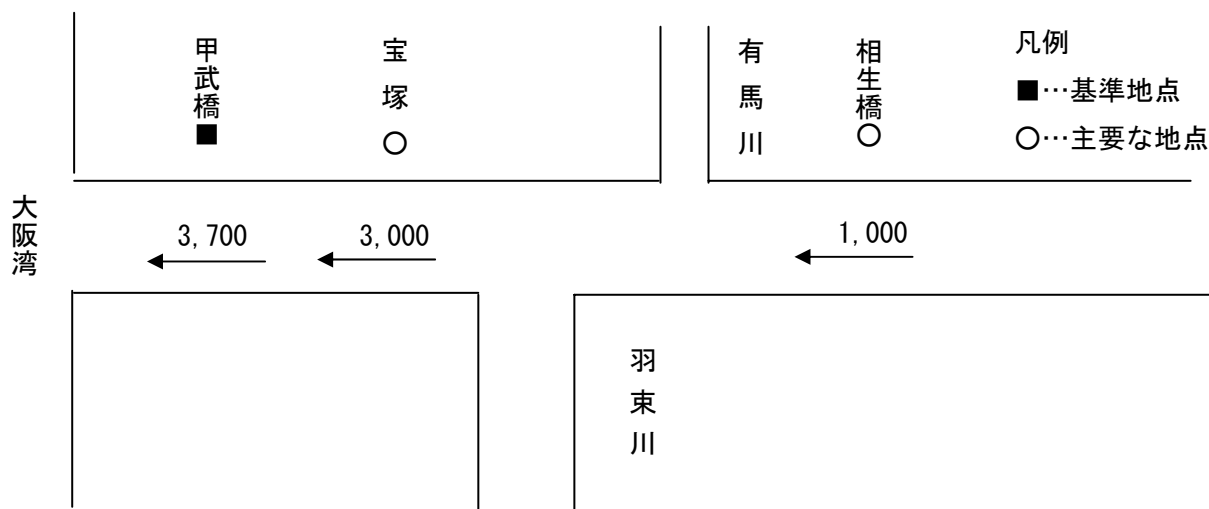 甲武橋
宝塚
有馬川
相生橋
凡例
■…基準地点
○…主要な地点
大阪湾
3,700
3,000
1,000
羽束川